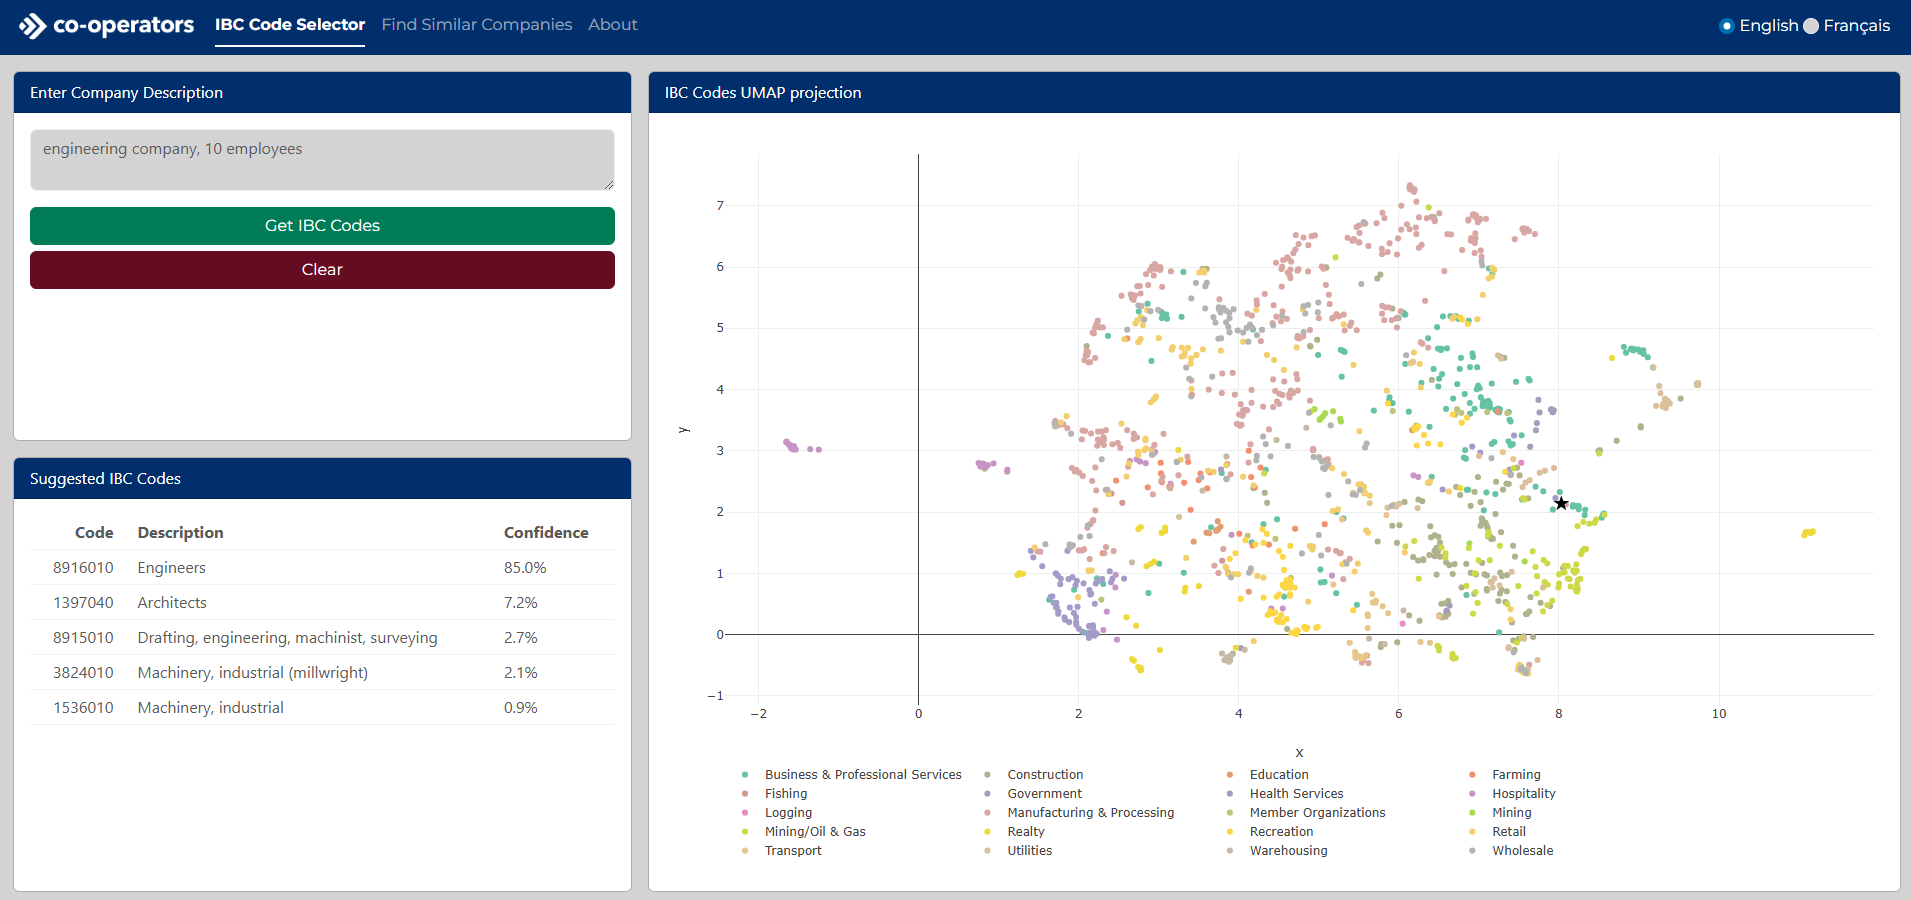 co-operators IBC Code Selector Find Similar Companies About English Français
Enter Company Description
engineering company, 10 employees
Get IBC Codes
Clear
Suggested IBC Codes
Code Description Confidence
8916010 Engineers 85.0%
1397040 Architects 7.2%
8915010 Drafting, engineering, machinist, surveying 2.7%
3824010 Machinery, industrial (millwright) 2.1%
1536010 Machinery, industrial 0.9%
IBC Codes UMAP projection
7
6
5
4
y
3
2
1
0
−1
−2 0 2 4 6 8 10
x
Business & Professional Services Construction Education Farming
Fishing Government Health Services Hospitality
Logging Manufacturing & Processing Member Organizations Mining
Mining/Oil & Gas Realty Recreation Retail
Transport Utilities Warehousing Wholesale